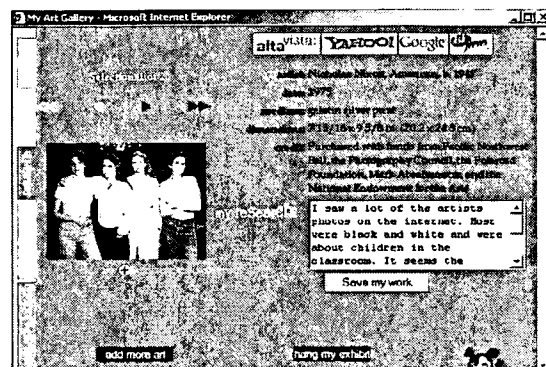 My Art Gallery - Microsoft Internet Explorer
altavista: YAHOO! Google
artist: Nicholas Nixon, American, b. 1947
date: 1975
medium: gelatin silver print
dimensions:
credit: Purchased with funds from Pacific Northwest
Bell, the Photography Council, the Polaroid
Foundation, Mark Abrahamson and the
National Endowment for the Arts
my research
I saw a lot of the artists
photos on the internet. Most
were black and white and were
about children in the
classroom. It seems the
Save my work
add more art
hang my exhibit